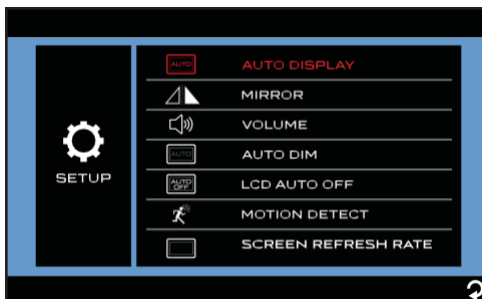 SETUP
AUTO AUTO DISPLAY
MIRROR
VOLUME
AUTO AUTO DIM
AUTO
OFF
LCD AUTO OFF
MOTION DETECT
SCREEN REFRESH RATE